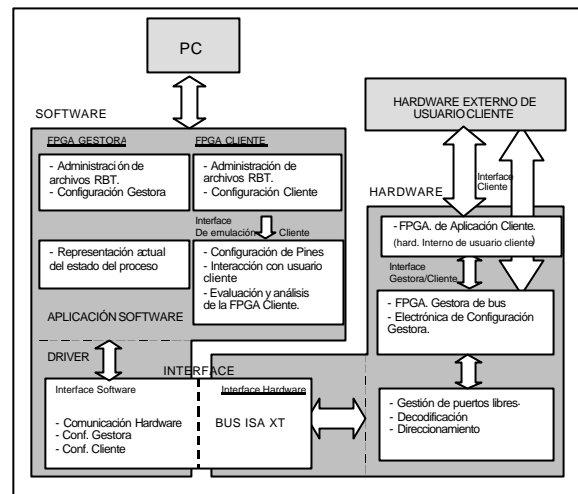 PC
SOFTWARE
FPGA GESTORA
FPGA CLIENTE
- Administración de
archivos RBT.
- Configuración Gestora
- Administración de
archivos RBT.
- Configuración Cliente
Interface
De emulación
Cliente
- Representación actual
del estado del proceso
- Configuración de Pines
- Interacción con usuario
cliente
- Evaluación y análisis
de la FPGA Cliente.
APLICACIÓN SOFTWARE
DRIVER
INTERFACE
Interface Software
- Comunicación Hardware
- Conf. Gestora
- Conf. Cliente
Interface Hardware
BUS ISA XT
HARDWARE EXTERNO DE
USUARIO CLIENTE
Interface
Cliente
HARDWARE
- FPGA. de Aplicación Cliente.
(hard. Interno de usuario cliente)
Interface
Gestora/Cliente
- FPGA. Gestora de bus
- Electrónica de Configuración
Gestora.
- Gestión de puertos libres-
- Decodificación
- Direccionamiento